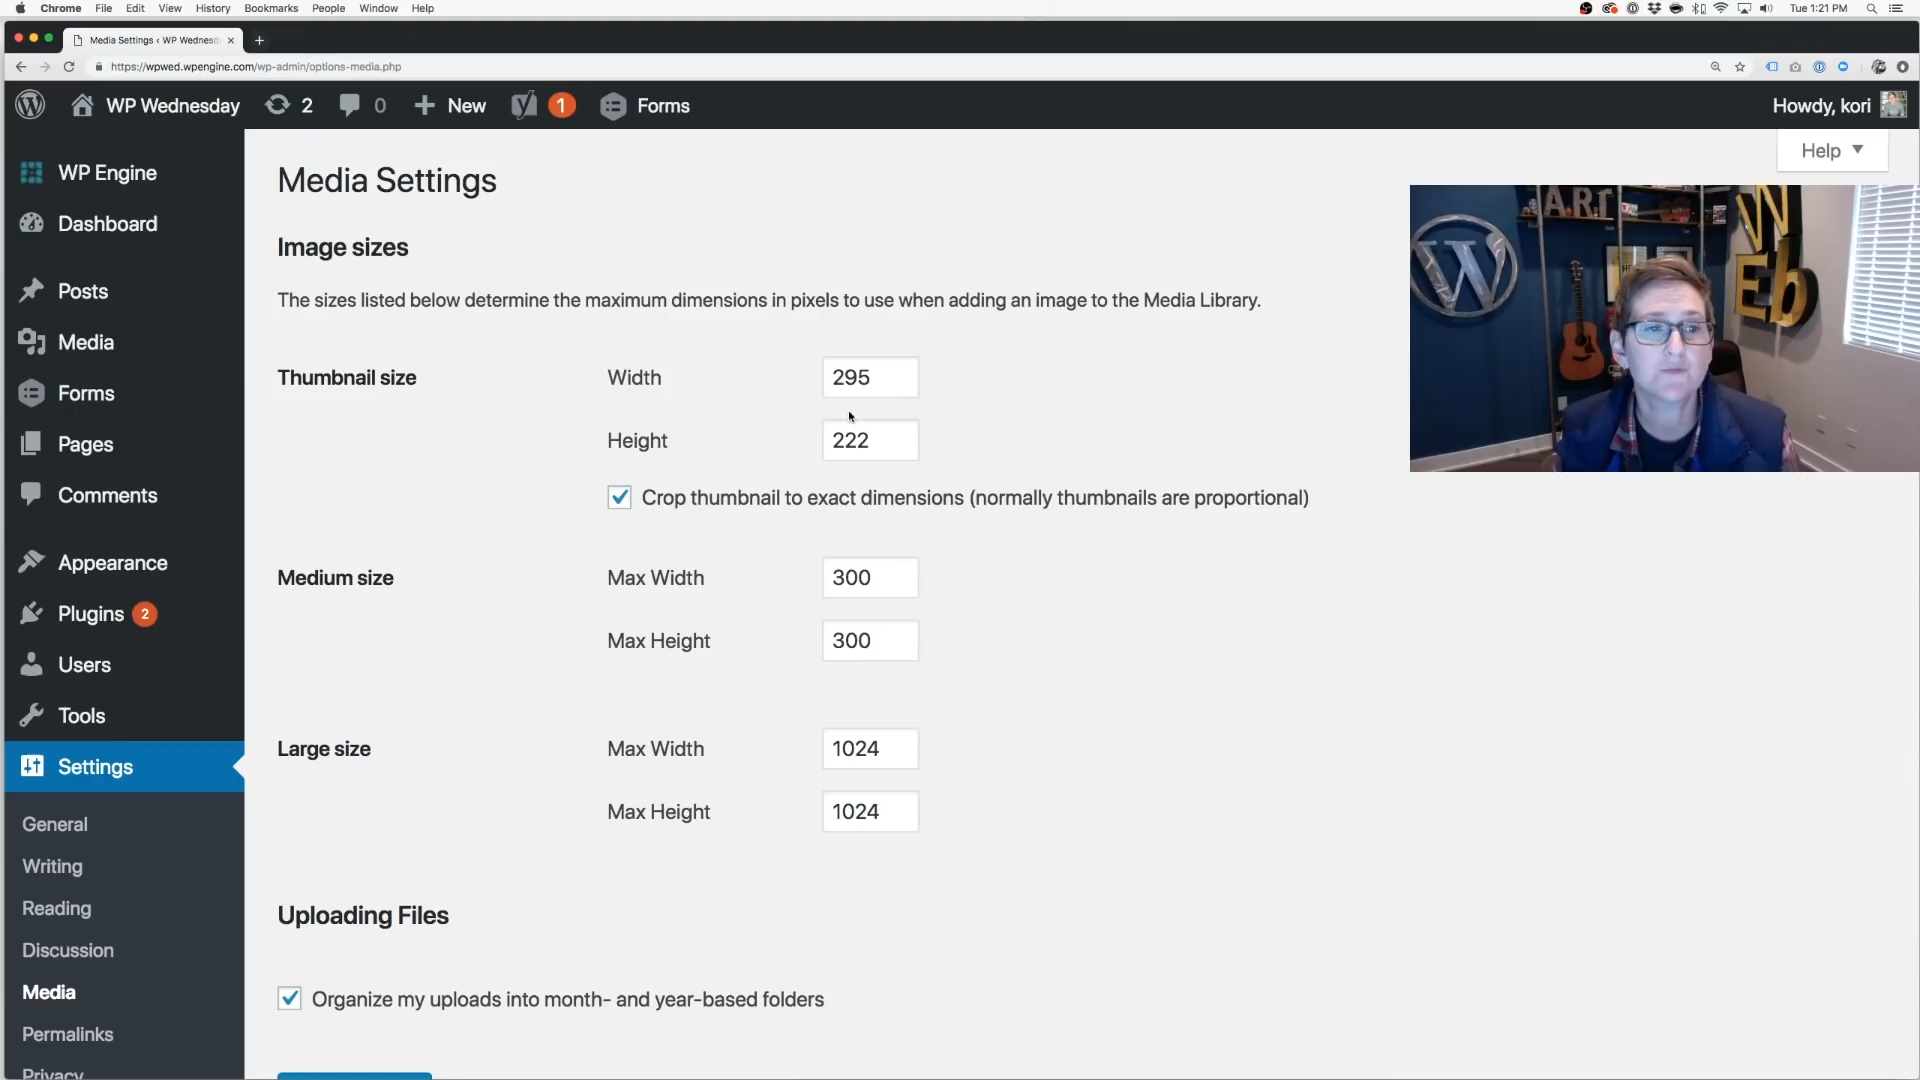 Chrome File Edit View History Bookmarks People Window Help Tue 1:21 PM
Media Settings ‹ WP Wednesd
https://wpwed.wpengine.com/wp-admin/options-media.php
WP Wednesday 2 0 New 1 Forms Howdy, kori
Help
WP Engine
Dashboard
Posts
Media
Forms
Pages
Comments
Appearance
Plugins 2
Users
Tools
Settings
General
Writing
Reading
Discussion
Media
Permalinks
Privacy
Media Settings
Image sizes
The sizes listed below determine the maximum dimensions in pixels to use when adding an image to the Media Library.
Thumbnail size Width 295
Height 222
Crop thumbnail to exact dimensions (normally thumbnails are proportional)
Medium size Max Width 300
Max Height 300
Large size Max Width 1024
Max Height 1024
Uploading Files
Organize my uploads into month- and year-based folders
ART
W
W
Eb